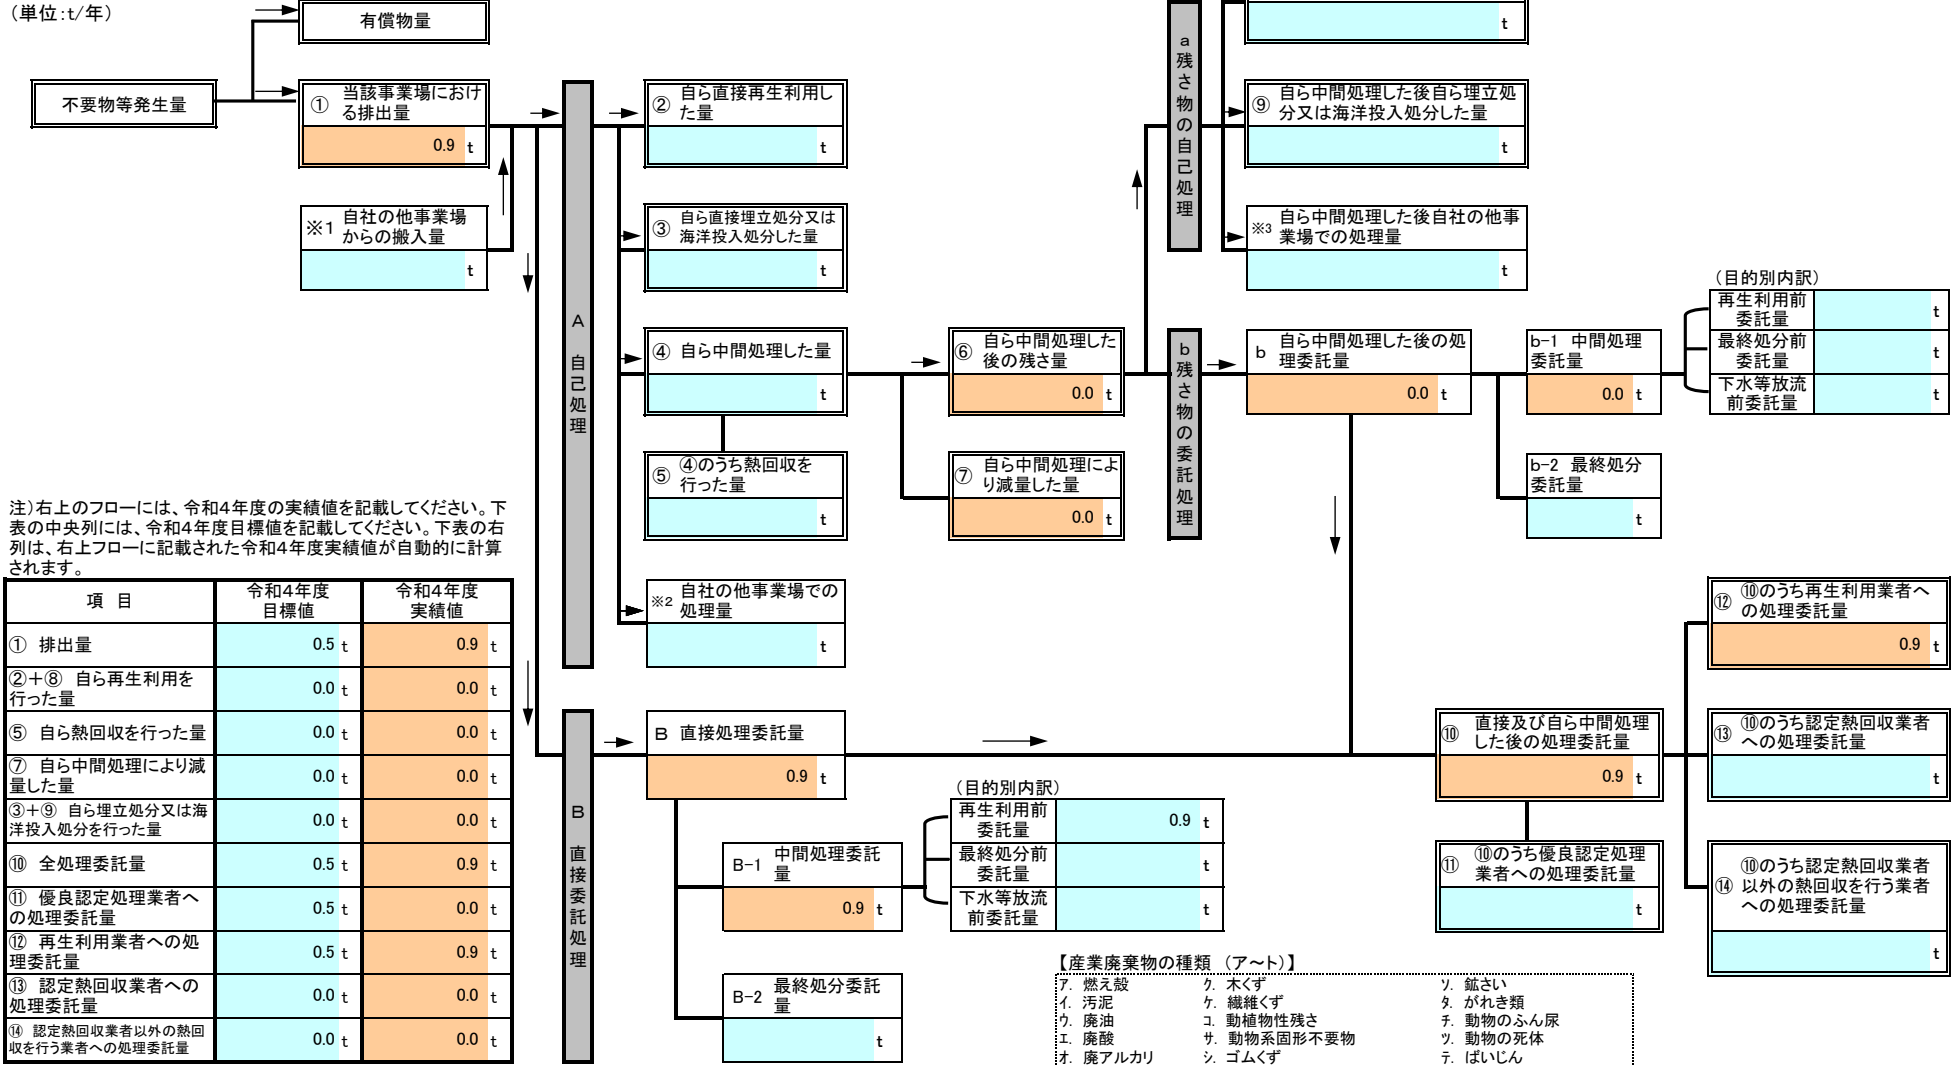 （単位：t/年）
有償物量
不要物等発生量
① 当該事業場におけ
る排出量
0.9 t
※1 自社の他事業場
からの搬入量
t
A 自己処理
② 自ら直接再生利用し
た量
t
③ 自ら直接埋立処分又は
海洋投入処分した量
t
④ 自ら中間処理した量
t
⑤ ④のうち熱回収を
行った量
t
※2 自社の他事業場での
処理量
t
⑥ 自ら中間処理した
後の残さ量
0.0 t
⑦ 自ら中間処理によ
り減量した量
0.0 t
a 残さ物の自己処理
t
⑨ 自ら中間処理した後自ら埋立処
分又は海洋投入処分した量
t
※3 自ら中間処理した後自社の他事
業場での処理量
t
b 残さ物の委託処理
b 自ら中間処理した後の処
理委託量
0.0 t
b-1 中間処理
委託量
0.0 t
b-2 最終処分
委託量
t
（目的別内訳）
再生利用前
委託量
t
最終処分前
委託量
t
下水等放流
前委託量
t
注）右上のフローには、令和4年度の実績値を記載してください。下
表の中央列には、令和4年度目標値を記載してください。下表の右
列は、右上フローに記載された令和4年度実績値が自動的に計算
されます。
項 目 令和4年度
目標値 令和4年度
実績値
① 排出量 0.5 t 0.9 t
②＋⑧ 自ら再生利用を
行った量 0.0 t 0.0 t
⑤ 自ら熱回収を行った量 0.0 t 0.0 t
⑦ 自ら中間処理により減
量した量 0.0 t 0.0 t
③＋⑨ 自ら埋立処分又は海
洋投入処分を行った量 0.0 t 0.0 t
⑩ 全処理委託量 0.5 t 0.9 t
⑪ 優良認定処理業者へ
の処理委託量 0.5 t 0.0 t
⑫ 再生利用業者への処
理委託量 0.5 t 0.9 t
⑬ 認定熱回収業者への
処理委託量 0.0 t 0.0 t
⑭ 認定熱回収業者以外の熱回
収を行う業者への処理委託量 0.0 t 0.0 t
B 直接委託処理
B 直接処理委託量
0.9 t
B-1 中間処理委託
量
0.9 t
B-2 最終処分委託
量
t
（目的別内訳）
再生利用前
委託量
0.9 t
最終処分前
委託量
t
下水等放流
前委託量
t
⑩ 直接及び自ら中間処理
した後の処理委託量
0.9 t
⑪ ⑩のうち優良認定処理
業者への処理委託量
t
⑫ ⑩のうち再生利用業者へ
の処理委託量
0.9 t
⑬ ⑩のうち認定熱回収業者
への処理委託量
t
⑭ ⑩のうち認定熱回収業者
以外の熱回収を行う業者
への処理委託量
t
【産業廃棄物の種類 （ア～ト）】
ア. 燃え殻 ク. 木くず ソ. 鉱さい
イ. 汚泥 ケ. 繊維くず タ. がれき類
ウ. 廃油 コ. 動植物性残さ チ. 動物のふん尿
エ. 廃酸 サ. 動物系固形不要物 ツ. 動物の死体
オ. 廃アルカリ シ. ゴムくず テ. ばいじん